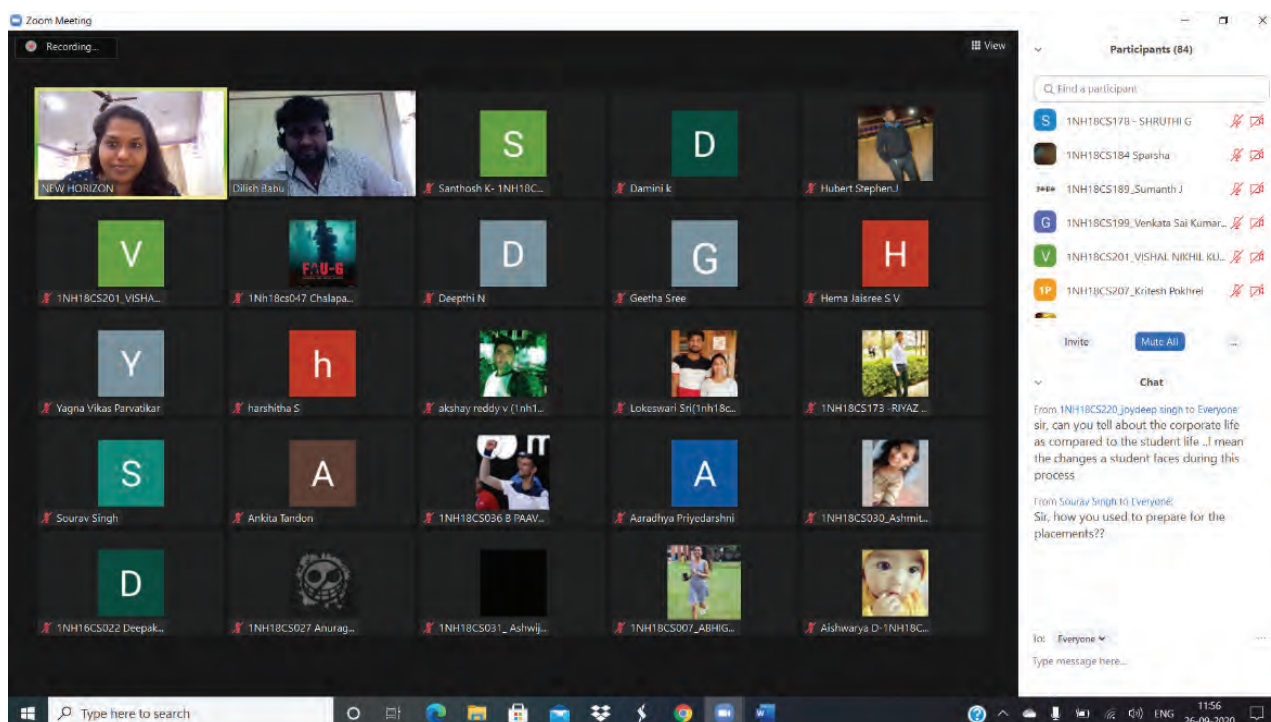 Zoom Meeting
Recording...
View
NEW HORIZON
Dilish Babu
S
Santhosh K- 1NH18C...
D
Damini k
Hubert Stephen.J
V
1NH18CS201_VISHA...
FAU-G
1Nh18cs047 Chalapa...
D
Deepthi N
G
Geetha Sree
H
Hema Jaisree S V
Y
Yagna Vikas Parvatikar
h
harshitha S
akshay reddy v (1nh1...
Lokeswari Sri(1nh18c...
1NH18CS173 -RIYAZ ...
S
Sourav Singh
A
Ankita Tandon
1NH18CS036 B PAAV...
A
Aaradhya Priyedarshni
1NH18CS030_Ashmit...
D
1NH16CS022 Deepak...
1NH18CS027 Anurag...
1NH18CS031_ Ashwij...
1NH18CS007_ABHIG...
Aishwarya D-1NH18C...
Participants (84)
Find a participant
S 1NH18CS178 - SHRUTHI G
1NH18CS184 Sparsha
1NH18CS189_Sumanth J
G 1NH18CS199_Venkata Sai Kumar...
V 1NH18CS201_VISHAL NIKHIL KU...
1P 1NH18CS207_Kritesh Pokhrel
Invite
Mute All
...
Chat
From 1NH18CS220_joydeep singh to Everyone:
sir, can you tell about the corporate life
as compared to the student life ..I mean
the changes a student faces during this
process
From Sourav Singh to Everyone:
Sir, how you used to prepare for the
placements??
To: Everyone
...
Type message here...
Type here to search
W
ENG
11:56
26-09-2020